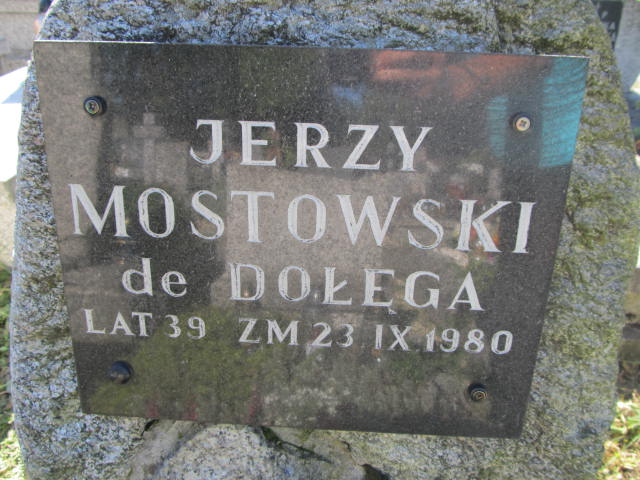 JERZY
MOSTOWSKI
de DOŁĘGA
LAT 39 ZM 23 IX 1980